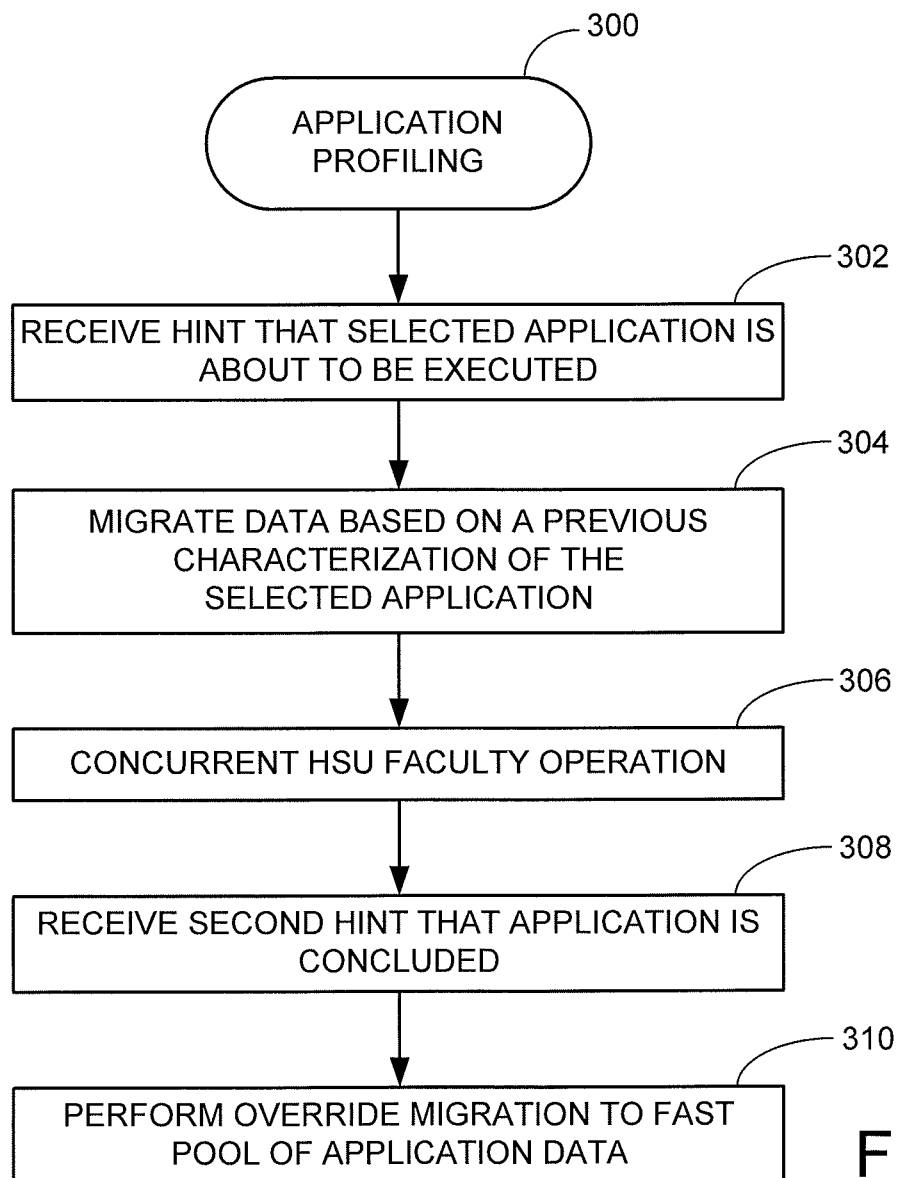 300
APPLICATION
PROFILING
302
RECEIVE HINT THAT SELECTED APPLICATION IS
ABOUT TO BE EXECUTED
304
MIGRATE DATA BASED ON A PREVIOUS
CHARACTERIZATION OF THE
SELECTED APPLICATION
306
CONCURRENT HSU FACULTY OPERATION
308
RECEIVE SECOND HINT THAT APPLICATION IS
CONCLUDED
310
PERFORM OVERRIDE MIGRATION TO FAST
POOL OF APPLICATION DATA
F